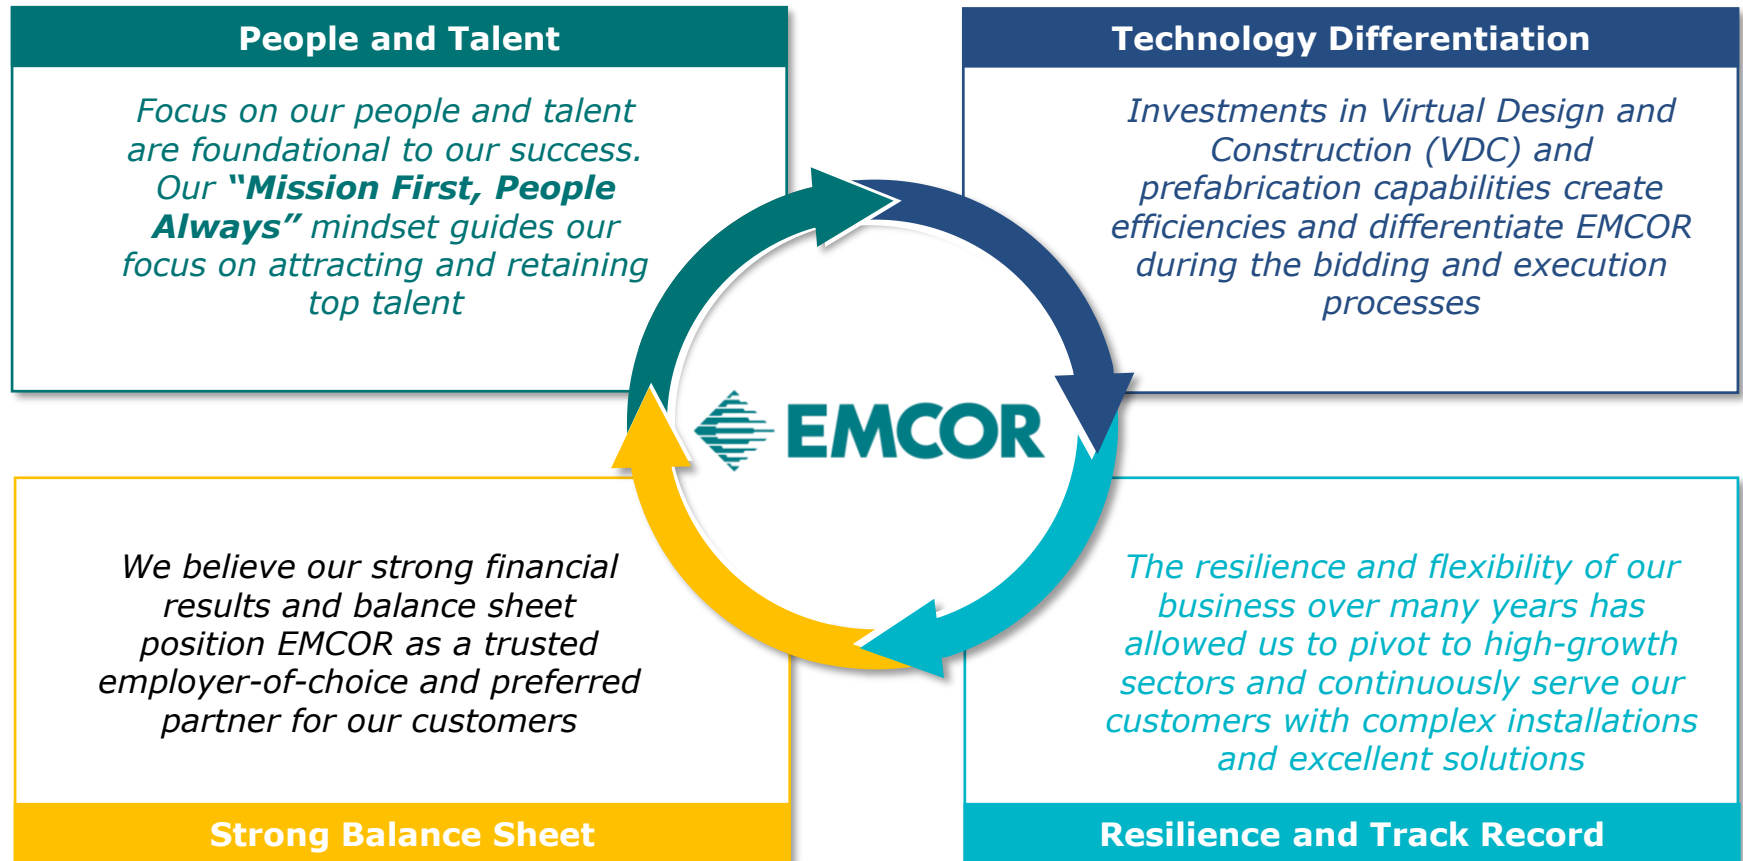 People and Talent
Focus on our people and talent
are foundational to our success.
Our “Mission First, People
Always” mindset guides our
focus on attracting and retaining
top talent
Technology Differentiation
Investments in Virtual Design and
Construction (VDC) and
prefabrication capabilities create
efficiencies and differentiate EMCOR
during the bidding and execution
processes
EMCOR
We believe our strong financial
results and balance sheet
position EMCOR as a trusted
employer-of-choice and preferred
partner for our customers
Strong Balance Sheet
The resilience and flexibility of our
business over many years has
allowed us to pivot to high-growth
sectors and continuously serve our
customers with complex installations
and excellent solutions
Resilience and Track Record